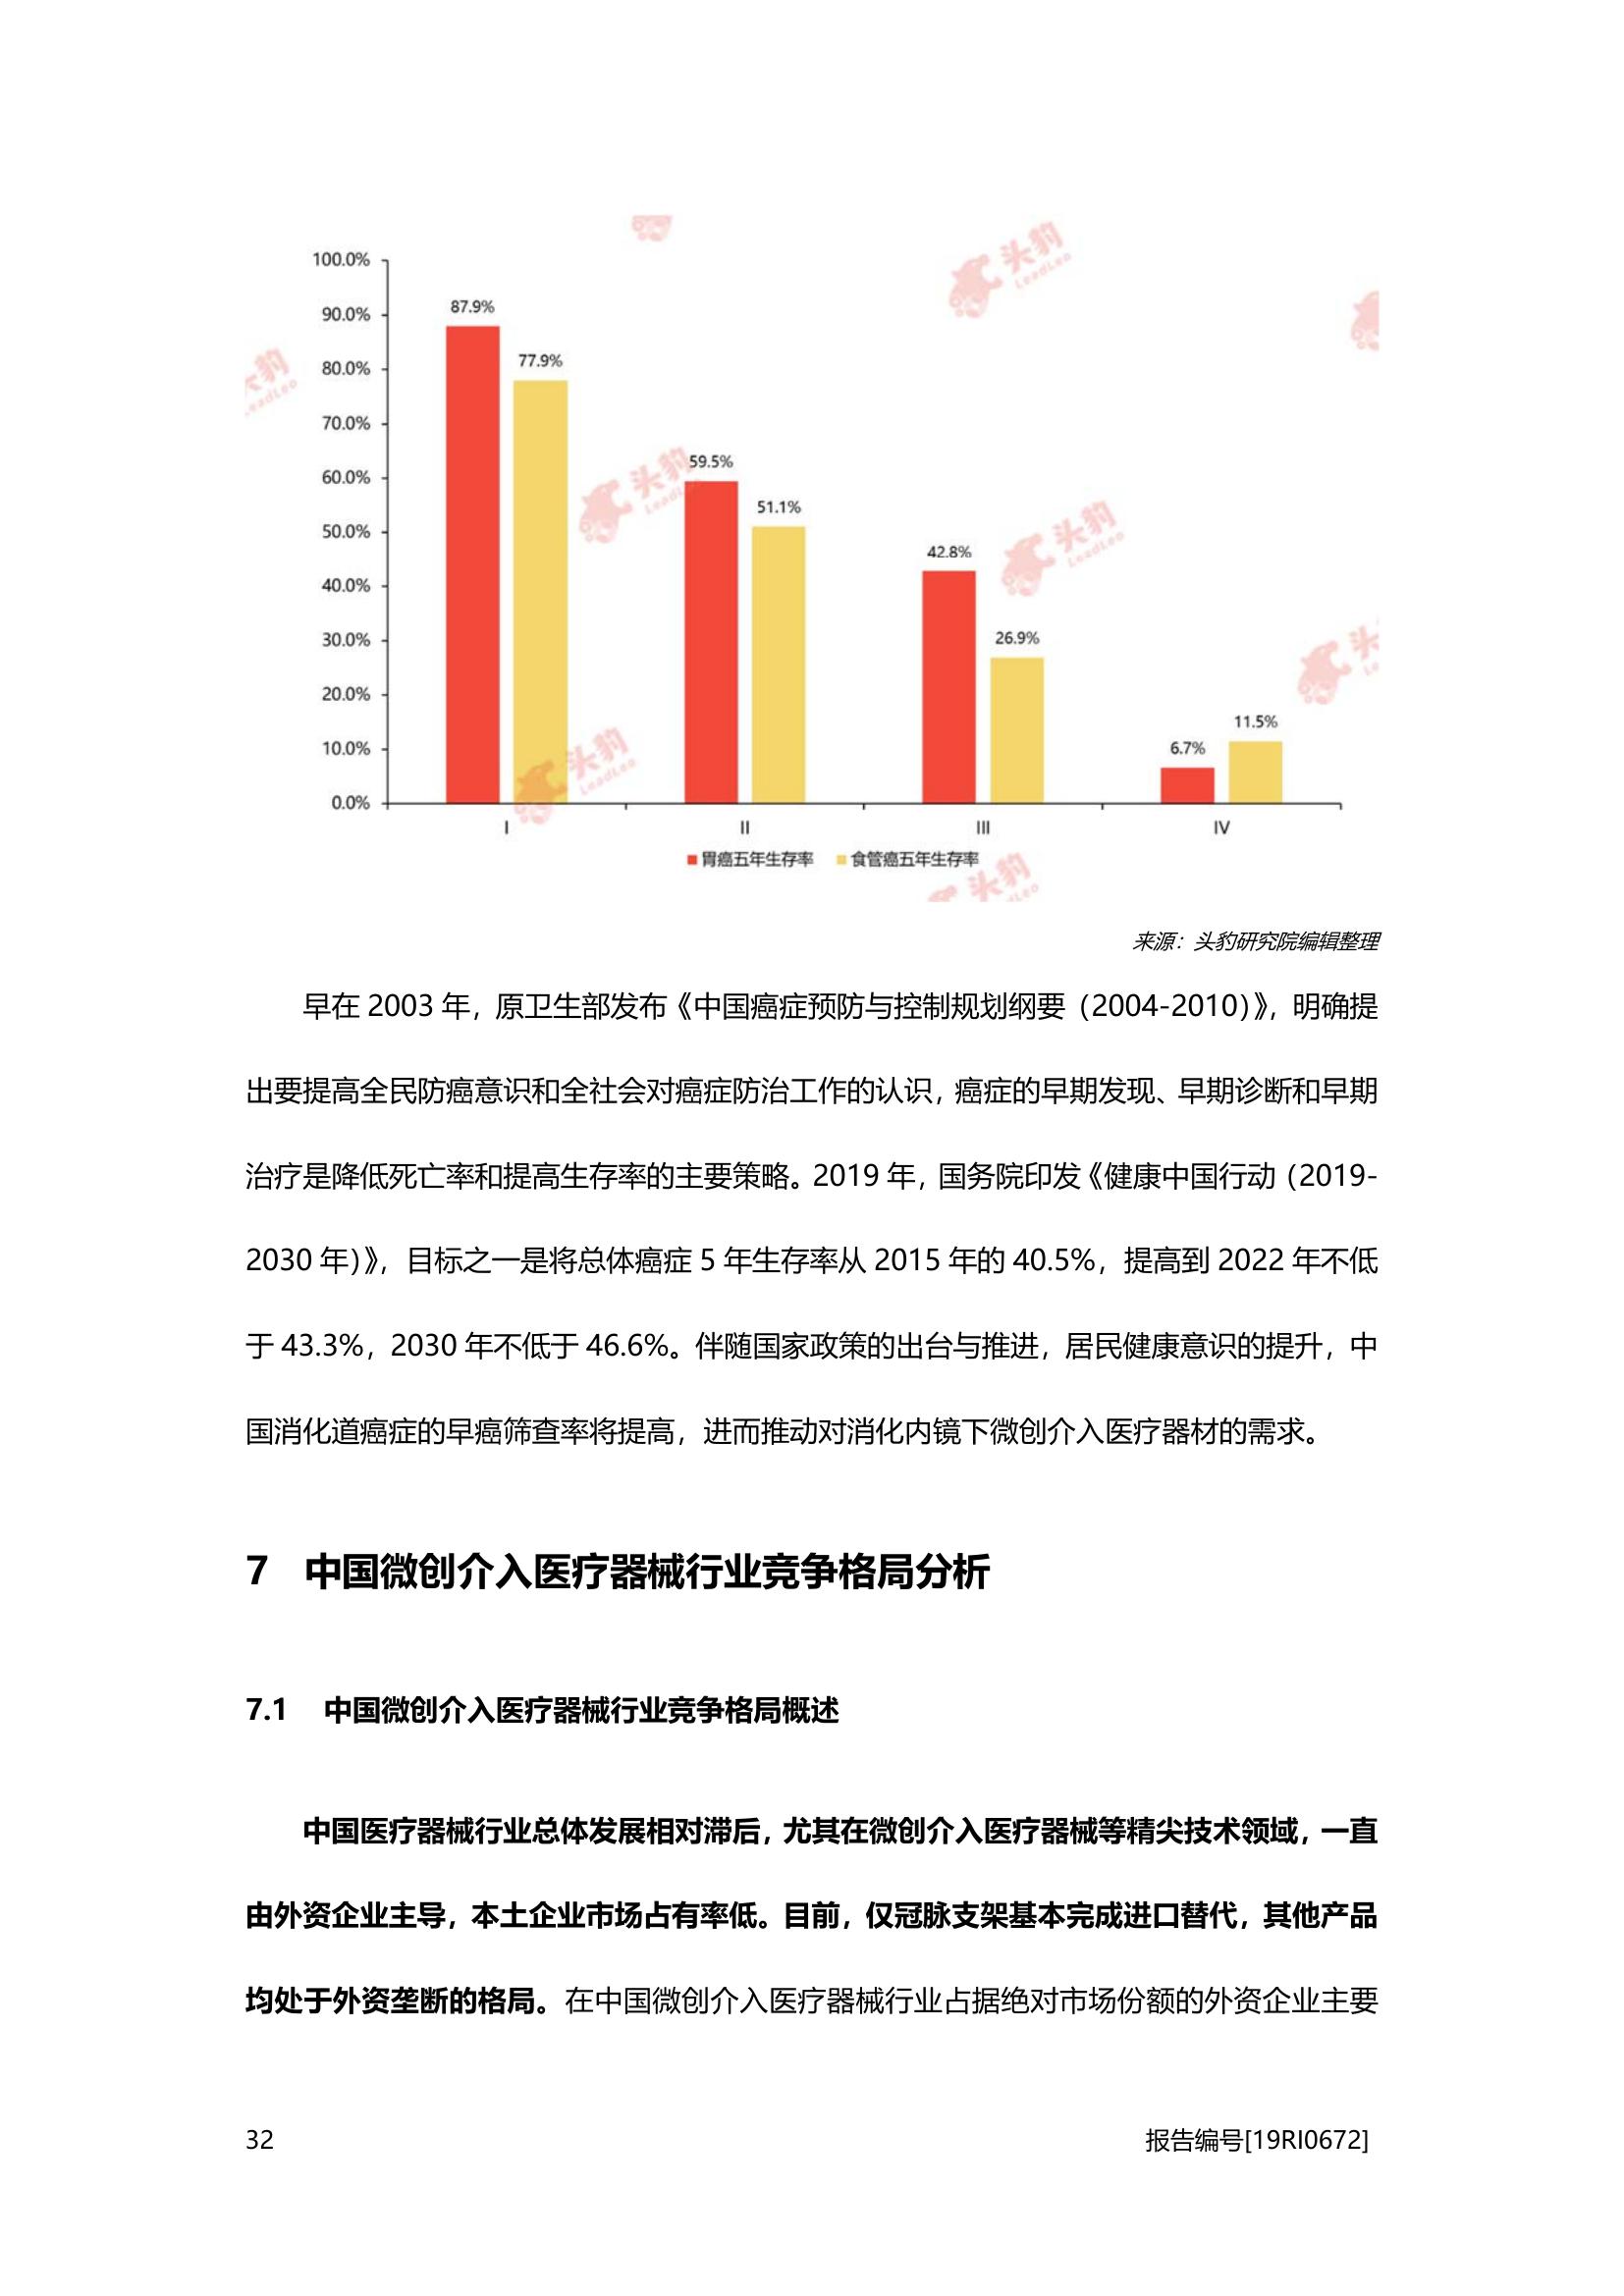 100.0%
90.0%
80.0%
70.0%
60.0%
50.0%
40.0%
30.0%
20.0%
10.0%
0.0%
87.9%
77.9%
59.5%
51.1%
42.8%
26.9%
6.7%
11.5%
I
II
III
IV
胃癌五年生存率 食管癌五年生存率
头豹
LeadLeo
头豹
LeadLeo
头豹
LeadLeo
头豹
LeadLeo
头豹
来源：头豹研究院编辑整理
早在 2003 年，原卫生部发布《中国癌症预防与控制规划纲要（2004-2010）》，明确提
出要提高全民防癌意识和全社会对癌症防治工作的认识，癌症的早期发现、早期诊断和早期
治疗是降低死亡率和提高生存率的主要策略。2019 年，国务院印发《健康中国行动（2019-
2030 年）》，目标之一是将总体癌症 5 年生存率从 2015 年的 40.5%，提高到 2022 年不低
于 43.3%，2030 年不低于 46.6%。伴随国家政策的出台与推进，居民健康意识的提升，中
国消化道癌症的早癌筛查率将提高，进而推动对消化内镜下微创介入医疗器材的需求。
7 中国微创介入医疗器械行业竞争格局分析
7.1 中国微创介入医疗器械行业竞争格局概述
中国医疗器械行业总体发展相对滞后，尤其在微创介入医疗器械等精尖技术领域，一直
由外资企业主导，本土企业市场占有率低。目前，仅冠脉支架基本完成进口替代，其他产品
均处于外资垄断的格局。在中国微创介入医疗器械行业占据绝对市场份额的外资企业主要
32 报告编号[19RI0672]